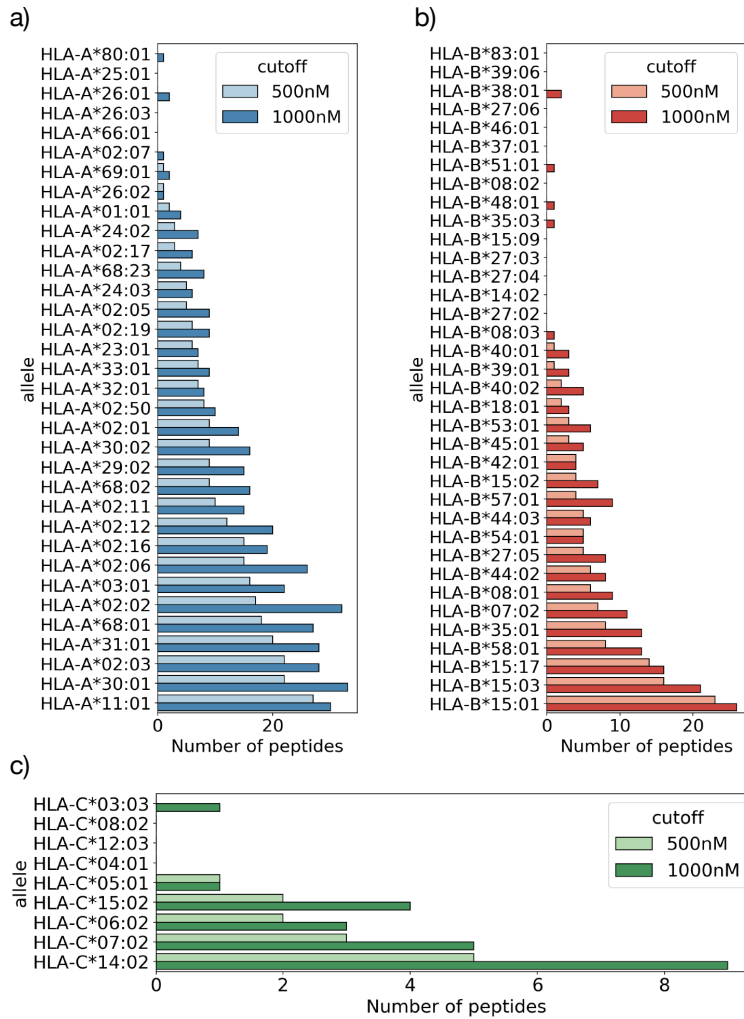 a)
HLA-A*80:01
HLA-A*25:01
HLA-A*26:01
HLA-A*26:03
HLA-A*66:01
HLA-A*02:07
HLA-A*69:01
HLA-A*26:02
HLA-A*01:01
HLA-A*24:02
HLA-A*02:17
HLA-A*68:23
HLA-A*24:03
HLA-A*02:05
HLA-A*02:19
HLA-A*23:01
HLA-A*33:01
HLA-A*32:01
HLA-A*02:50
HLA-A*02:01
HLA-A*30:02
HLA-A*29:02
HLA-A*68:02
HLA-A*02:11
HLA-A*02:12
HLA-A*02:16
HLA-A*02:06
HLA-A*03:01
HLA-A*02:02
HLA-A*68:01
HLA-A*31:01
HLA-A*02:03
HLA-A*30:01
HLA-A*11:01
allele
0 20
Number of peptides
cutoff
500nM
1000nM
b)
HLA-B*83:01
HLA-B*39:06
HLA-B*38:01
HLA-B*27:06
HLA-B*46:01
HLA-B*37:01
HLA-B*51:01
HLA-B*08:02
HLA-B*48:01
HLA-B*35:03
HLA-B*15:09
HLA-B*27:03
HLA-B*27:04
HLA-B*14:02
HLA-B*27:02
HLA-B*08:03
HLA-B*40:01
HLA-B*39:01
HLA-B*40:02
HLA-B*18:01
HLA-B*53:01
HLA-B*45:01
HLA-B*42:01
HLA-B*15:02
HLA-B*57:01
HLA-B*44:03
HLA-B*54:01
HLA-B*27:05
HLA-B*44:02
HLA-B*08:01
HLA-B*07:02
HLA-B*35:01
HLA-B*58:01
HLA-B*15:17
HLA-B*15:03
HLA-B*15:01
allele
0 10 20
Number of peptides
cutoff
500nM
1000nM
c)
HLA-C*03:03
HLA-C*08:02
HLA-C*12:03
HLA-C*04:01
HLA-C*05:01
HLA-C*15:02
HLA-C*06:02
HLA-C*07:02
HLA-C*14:02
allele
0 2 4 6 8
Number of peptides
cutoff
500nM
1000nM